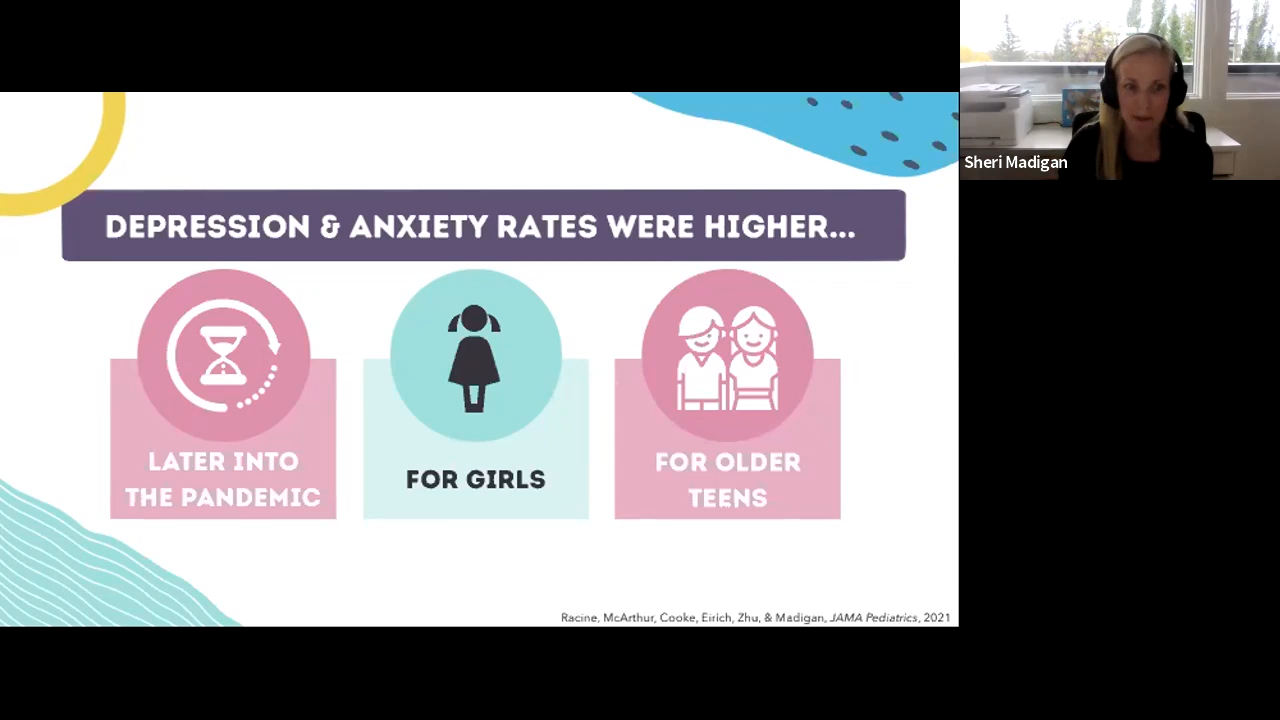 Sheri Madigan
DEPRESSION & ANXIETY RATES WERE HIGHER...
LATER INTO
THE PANDEMIC
FOR GIRLS
FOR OLDER
TEENS
Racine, McArthur, Cooke, Eirich, Zhu, & Madigan, JAMA Pediatrics, 2021